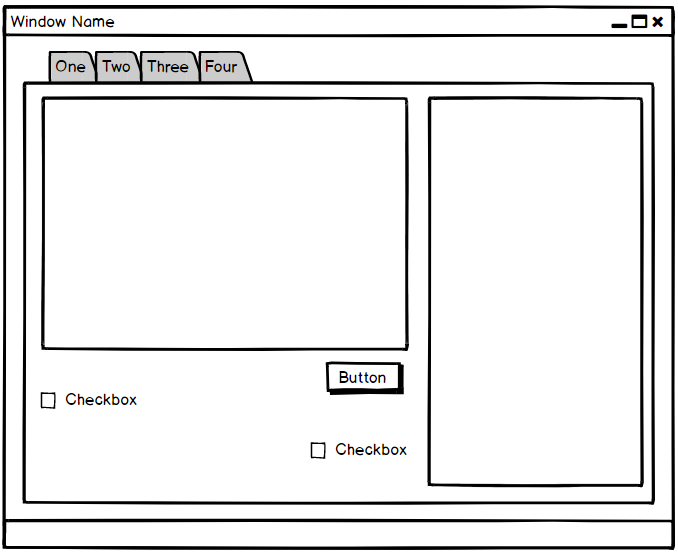 Window Name
One Two Three Four
Button
Checkbox
Checkbox